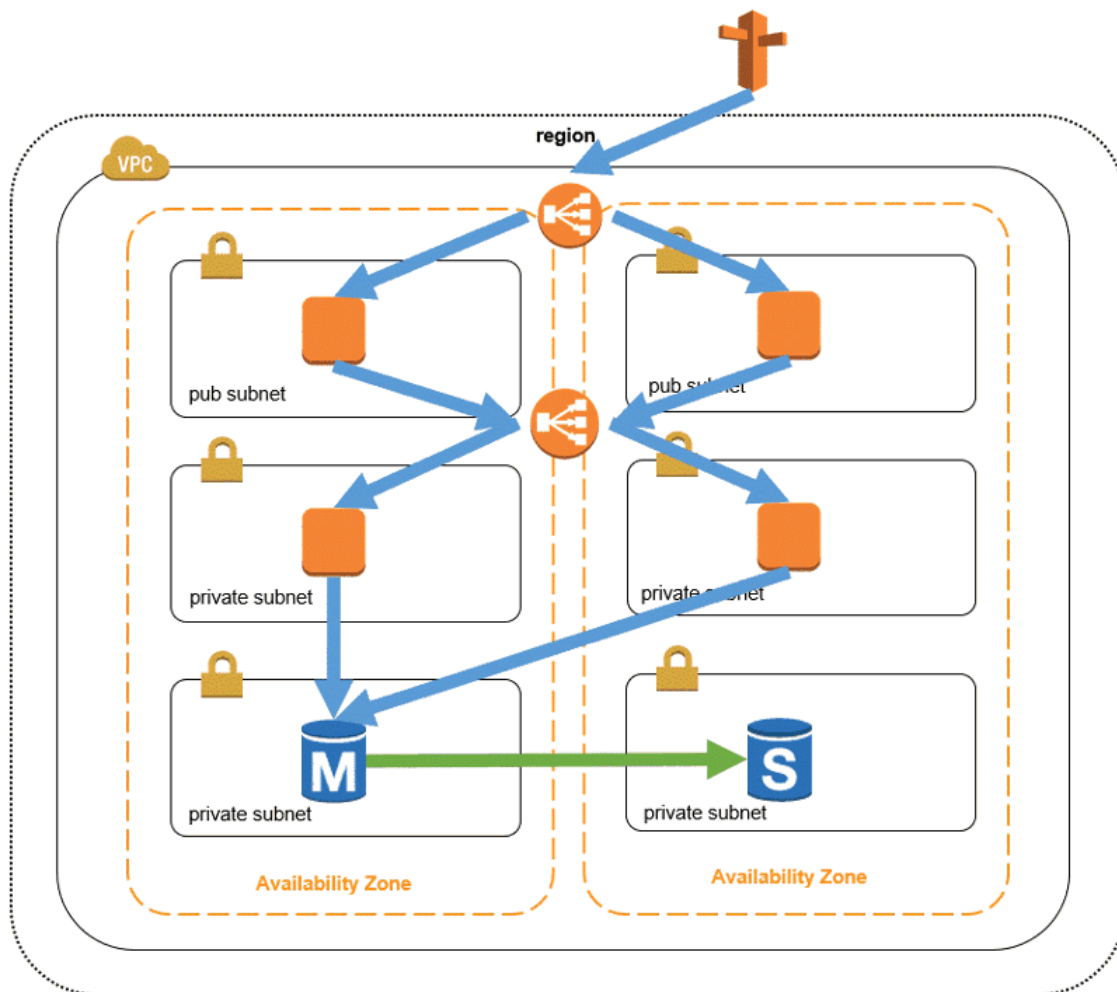 region
VPC
pub subnet
pub subnet
private subnet
private subnet
M
S
private subnet
private subnet
Availability Zone
Availability Zone